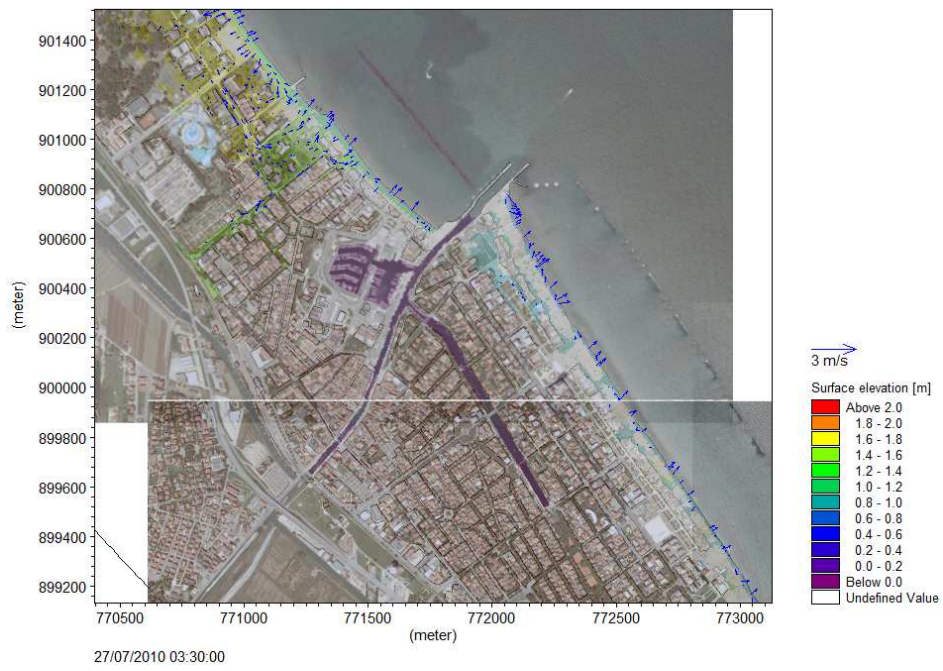 901400
901200
901000
900800
900600
900400
900200
900000
899800
899600
899400
899200
(meter)
770500
771000
771500
772000
772500
773000
(meter)
27/07/2010 03:30:00
3 m/s
Surface elevation [m]
Above 2.0
1.8 - 2.0
1.6 - 1.8
1.4 - 1.6
1.2 - 1.4
1.0 - 1.2
0.8 - 1.0
0.6 - 0.8
0.4 - 0.6
0.2 - 0.4
0.0 - 0.2
Below 0.0
Undefined Value